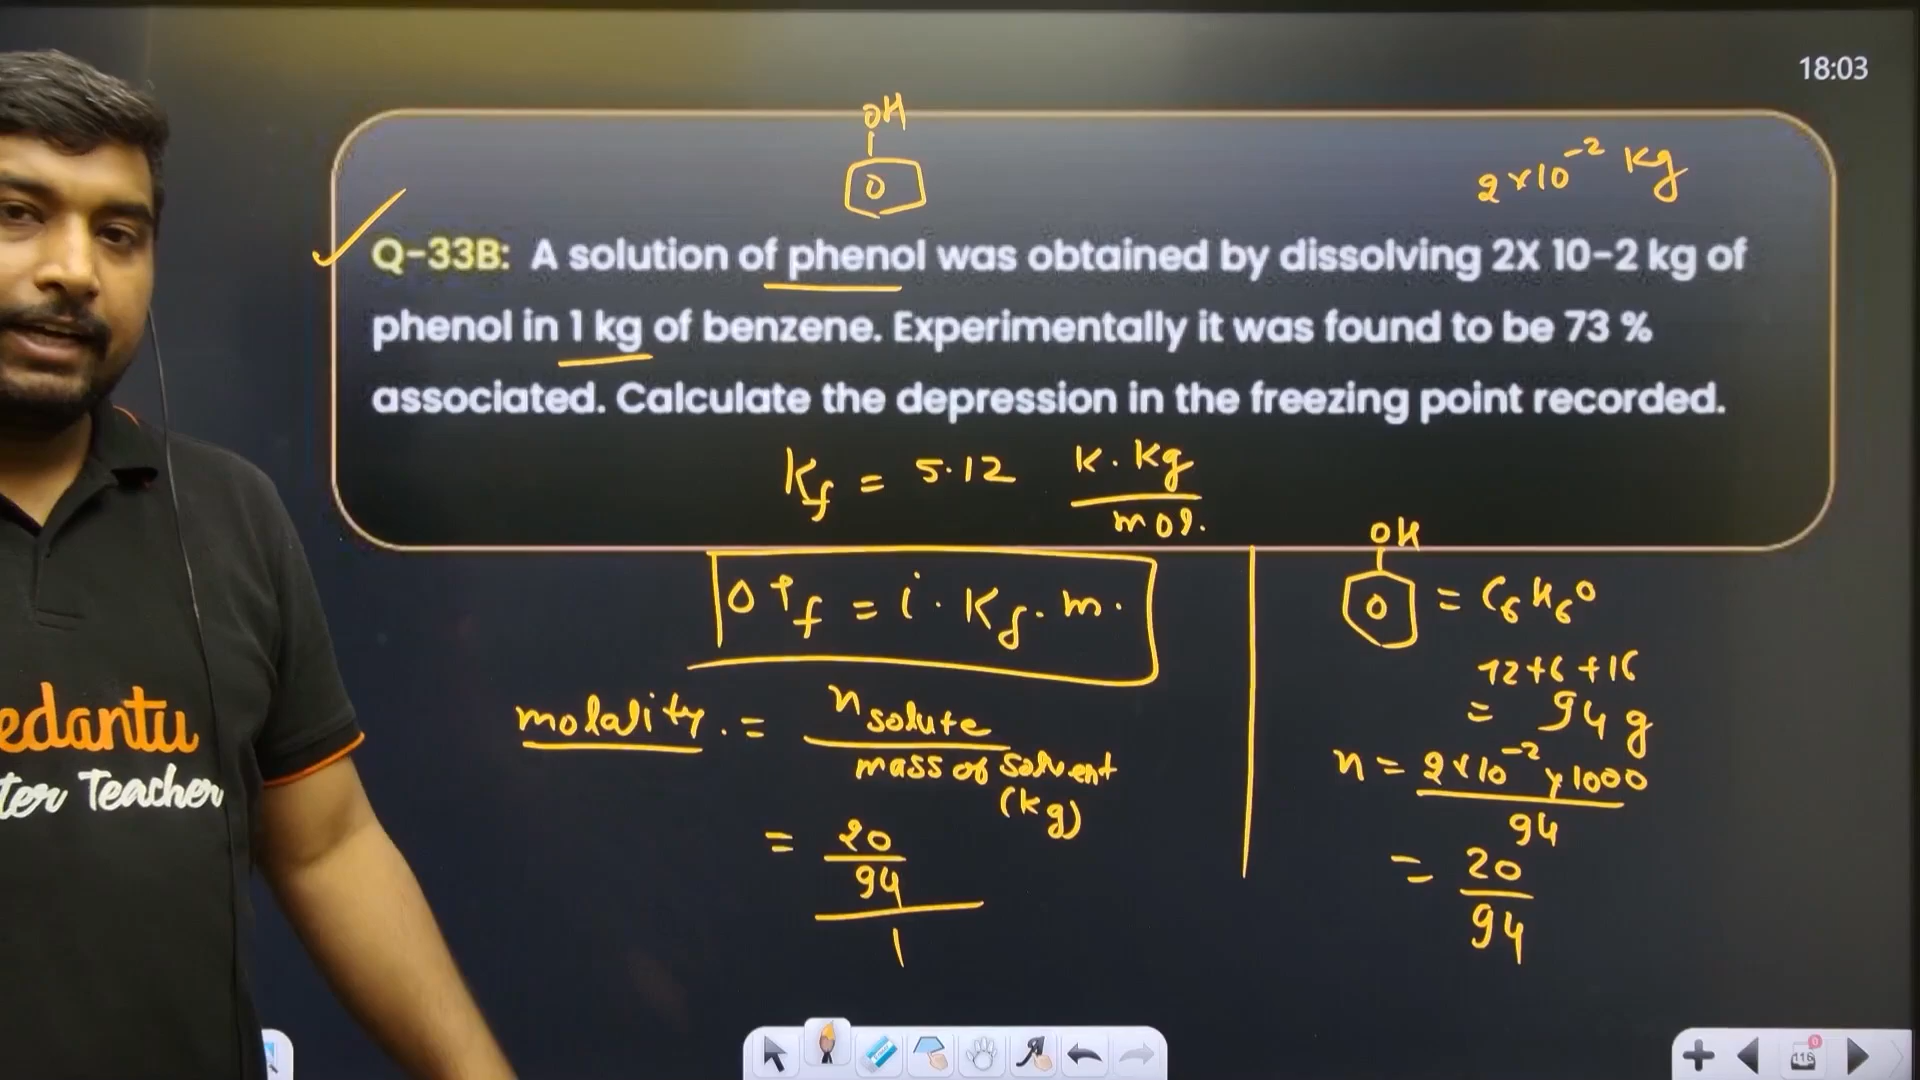 18:03
OH
2×10⁻² Kg
Q-33B: A solution of phenol was obtained by dissolving 2X 10-2 kg of
phenol in 1 kg of benzene. Experimentally it was found to be 73 %
associated. Calculate the depression in the freezing point recorded.
Kf = 5.12 K.Kg / mol.
OH
= C₆H₆O
ΔTf = i. Kf. m.
72+6+16
= 94 g
molality. = n solute / mass of solvent (kg)
n = 2×10⁻²×1000 / 94
= 20/94 / 1
= 20/94
edantu
ter Teacher
116
0